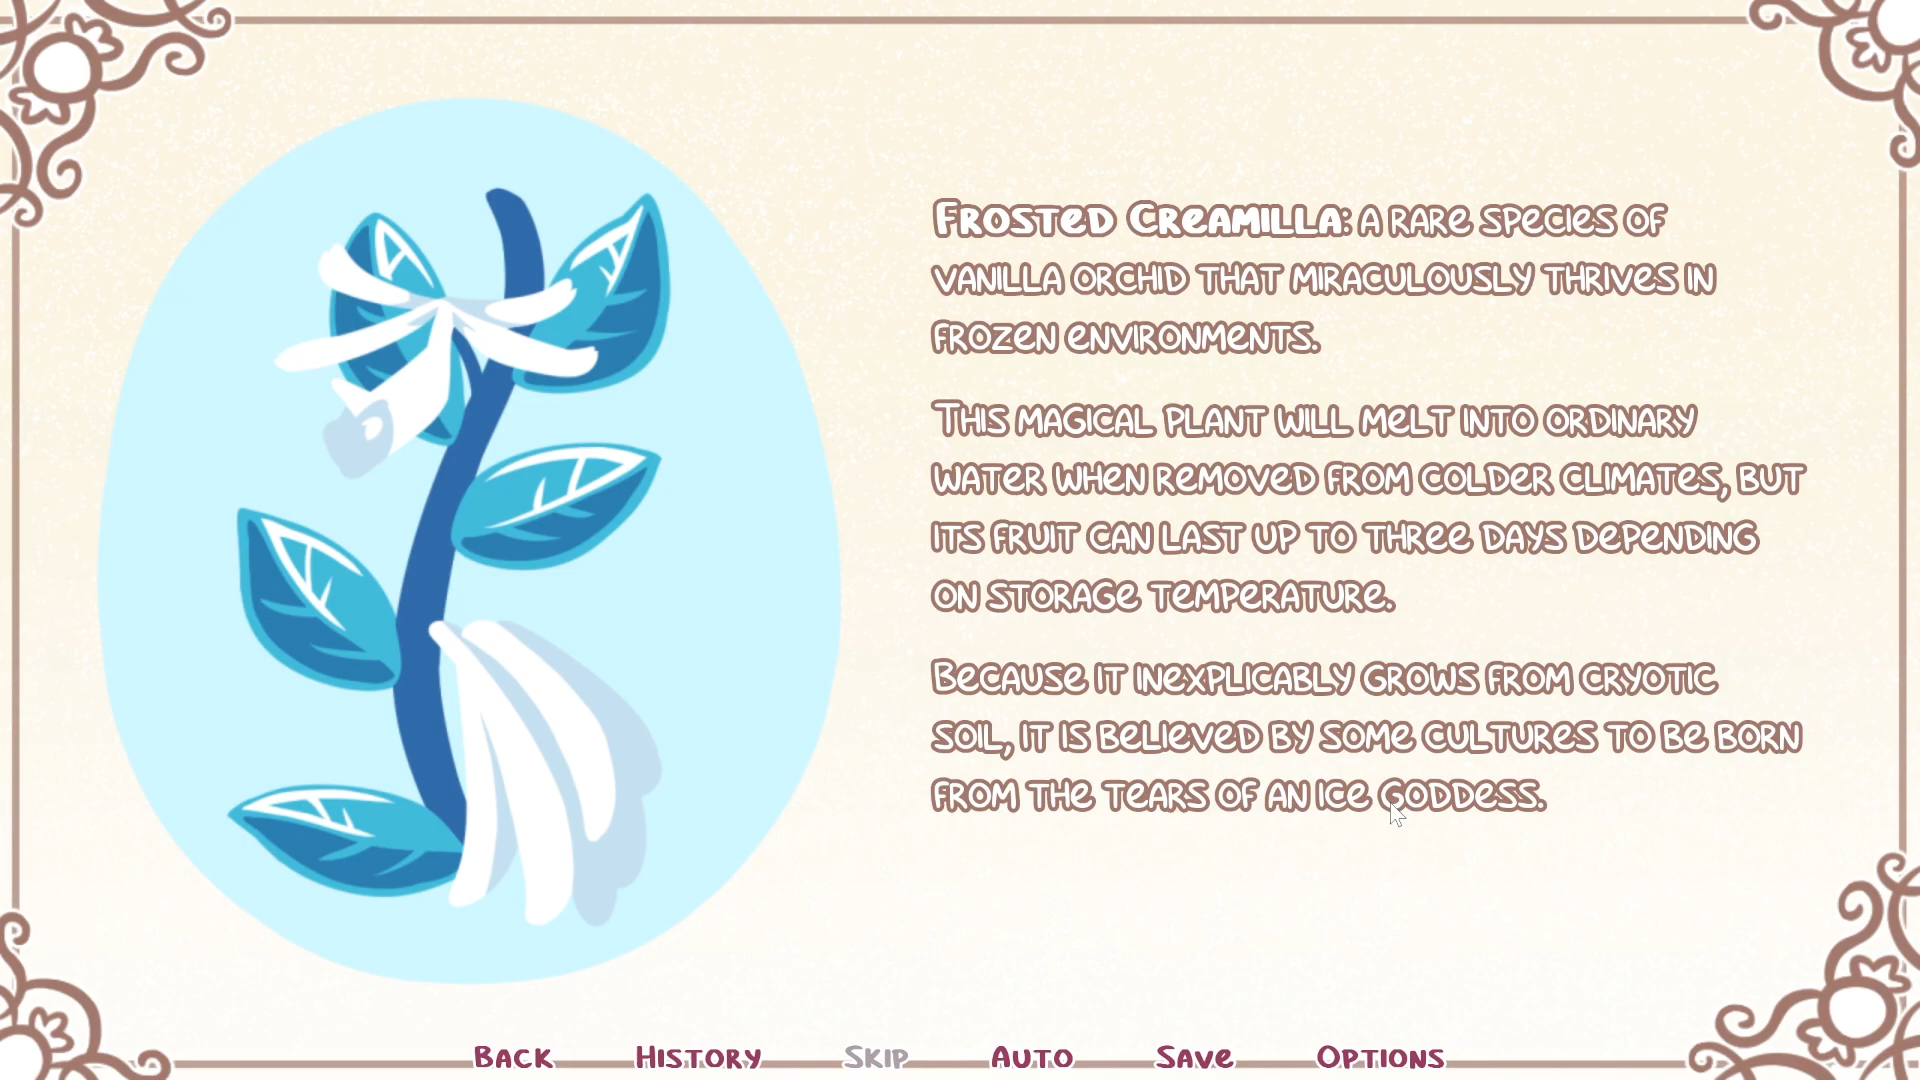 Frosted Creamilla: a rare species of
vanilla orchid that miraculously thrives in
frozen environments.
This magical plant will melt into ordinary
water when removed from colder climates, but
its fruit can last up to three days depending
on storage temperature.
Because it inexplicably grows from cryotic
soil, it is believed by some cultures to be born
from the tears of an ice goddess.
Back History Skip Auto Save Options